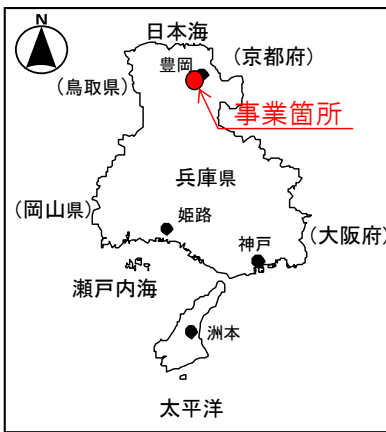 N
日本海
豊岡
(京都府)
(鳥取県)
事業箇所
兵庫県
(岡山県)
姫路
神戸
(大阪府)
瀬戸内海
洲本
太平洋